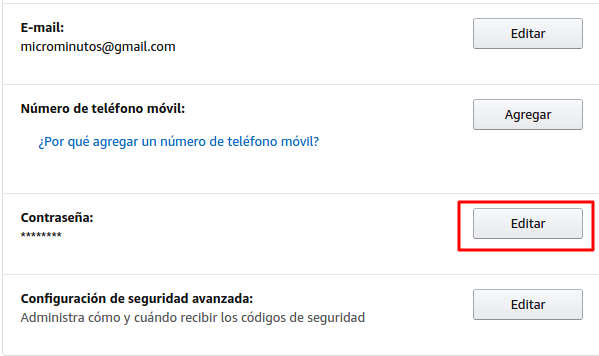 E-mail:
microminutos@gmail.com
Editar
Número de teléfono móvil:
Agregar
¿Por qué agregar un número de teléfono móvil?
Contraseña:
********
Editar
Configuración de seguridad avanzada:
Administra cómo y cuándo recibir los códigos de seguridad
Editar